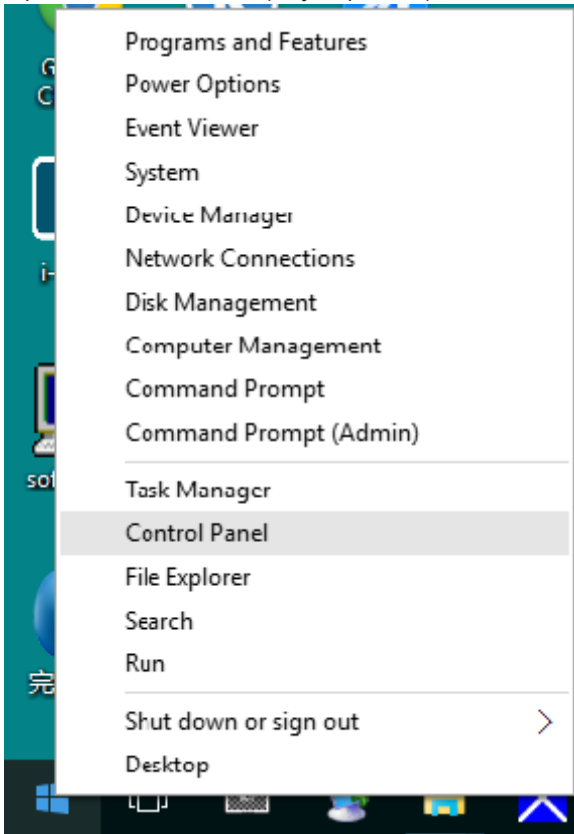 Programs and Features
Power Options
Event Viewer
System
Device Manager
Network Connections
Disk Management
Computer Management
Command Prompt
Command Prompt (Admin)
Task Manager
Control Panel
File Explorer
Search
Run
Shut down or sign out
Desktop